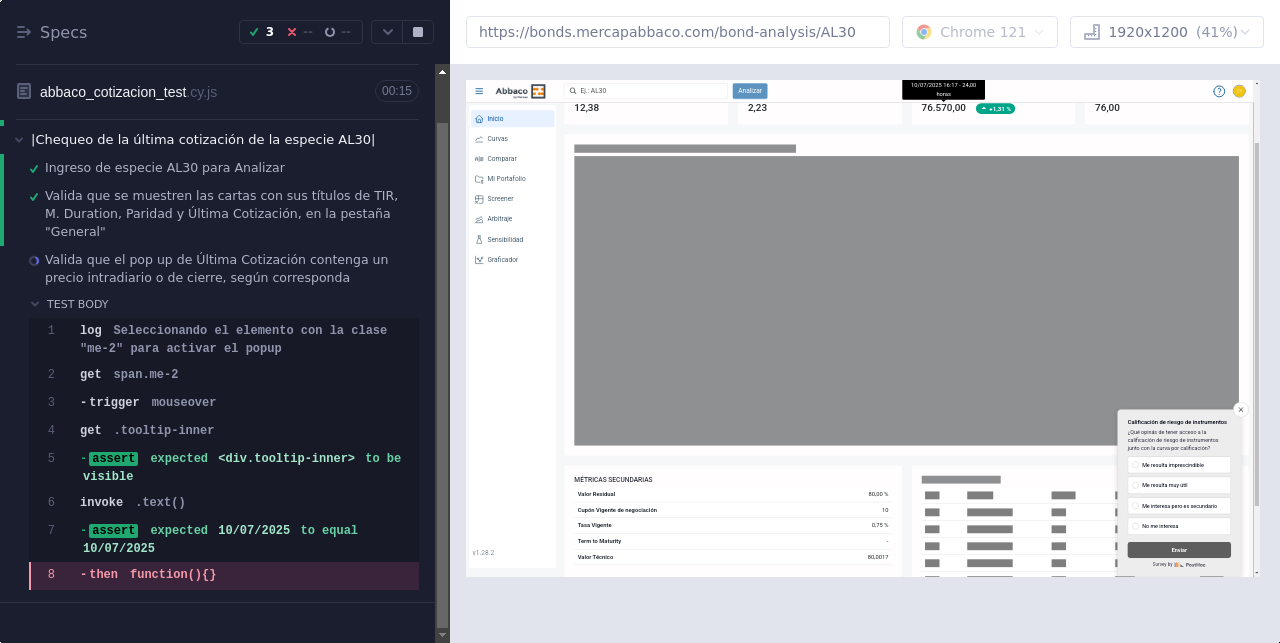 Specs
3
--
--
https://bonds.mercapabbaco.com/bond-analysis/AL30
Chrome 121
1920x1200 (41%)
abbaco_cotizacion_test.cy.js
00:15
|Chequeo de la última cotización de la especie AL30|
Ingreso de especie AL30 para Analizar
Valida que se muestren las cartas con sus títulos de TIR,
M. Duration, Paridad y Última Cotización, en la pestaña
"General"
Valida que el pop up de Última Cotización contenga un
precio intradiario o de cierre, según corresponda
TEST BODY
1 log Seleccionando el elemento con la clase
"me-2" para activar el popup
2 get span.me-2
3 -trigger mouseover
4 get .tooltip-inner
5 -assert expected <div.tooltip-inner> to be
visible
6 invoke .text()
7 -assert expected 10/07/2025 to equal
10/07/2025
8 -then function(){}
Abbaco
Ej.: AL30
Analizar
10/07/2025 16:17 - 24,00
horas
?
12,38
2,23
76.570,00
+1,31 %
76,00
Inicio
Curvas
Comparar
Mi Portafolio
Screener
Arbitraje
Sensibilidad
Graficador
v1.28.2
MÉTRICAS SECUNDARIAS
Valor Residual 80,00 %
Cupón Vigente de negociación 10
Tasa Vigente 0,75 %
Term to Maturity -
Valor Técnico 80,0017
Calificación de riesgo de instrumentos
¿Qué opinás de tener acceso a la
calificación de riesgo de instrumentos
junto con la curva por calificación?
Me resulta imprescindible
Me resulta muy útil
Me interesa pero es secundario
No me interesa
Enviar
Survey by PostHog